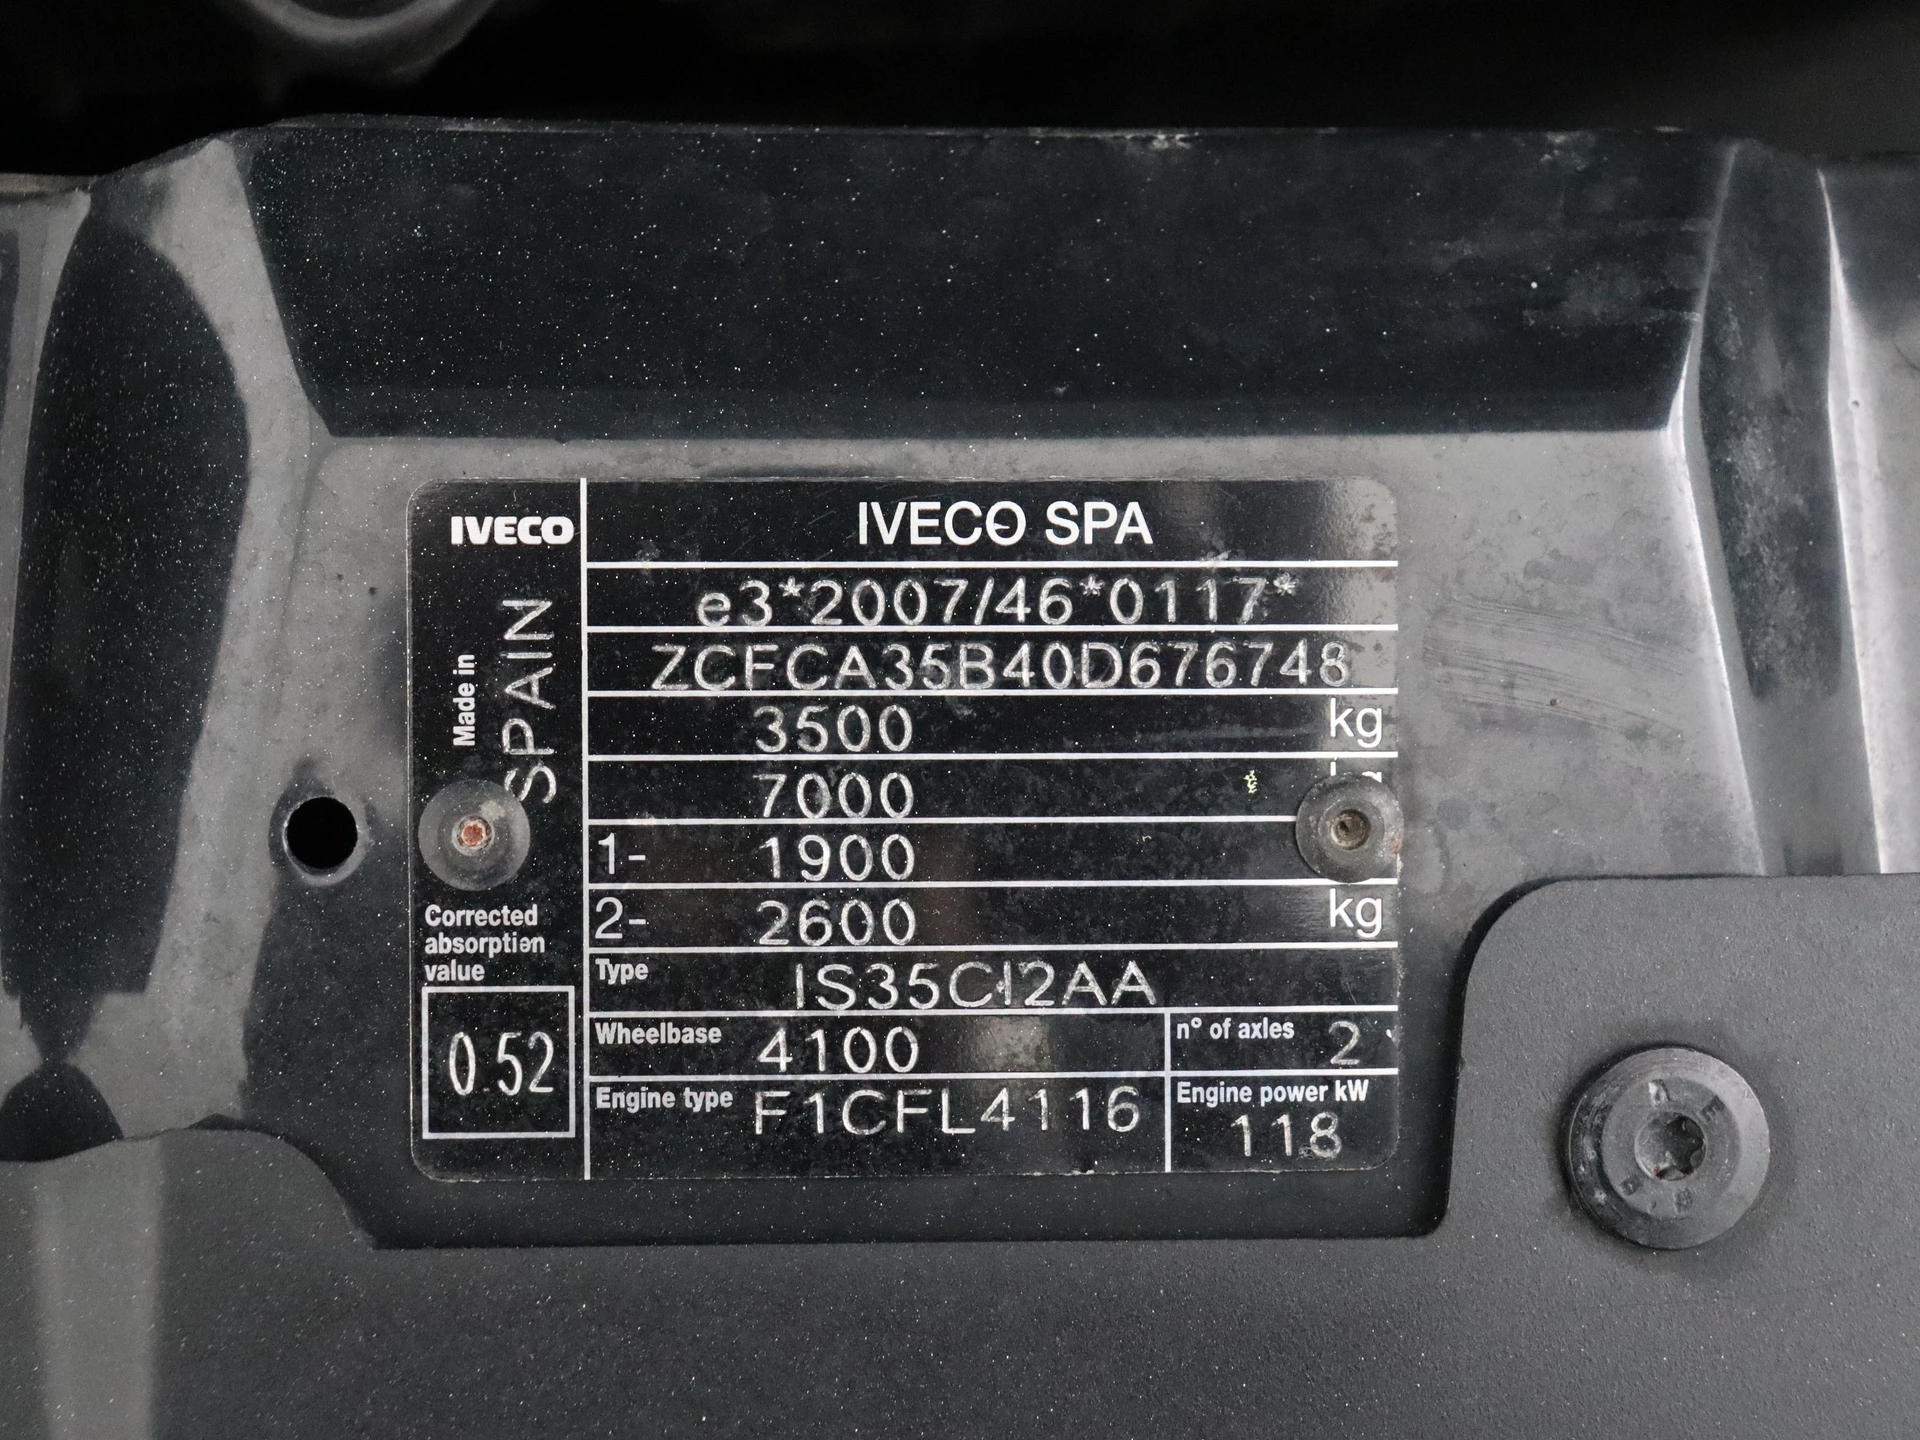 IVECO
IVECO SPA
Made in
SPAIN
e3*2007/46*0117*
ZCFCA35B40D676748
3500 kg
7000
1- 1900
2- 2600 kg
Corrected
absorption
value
0.52
Type IS35CI2AA
Wheelbase 4100
n° of axles 2
Engine type F1CFL4116
Engine power kW
118